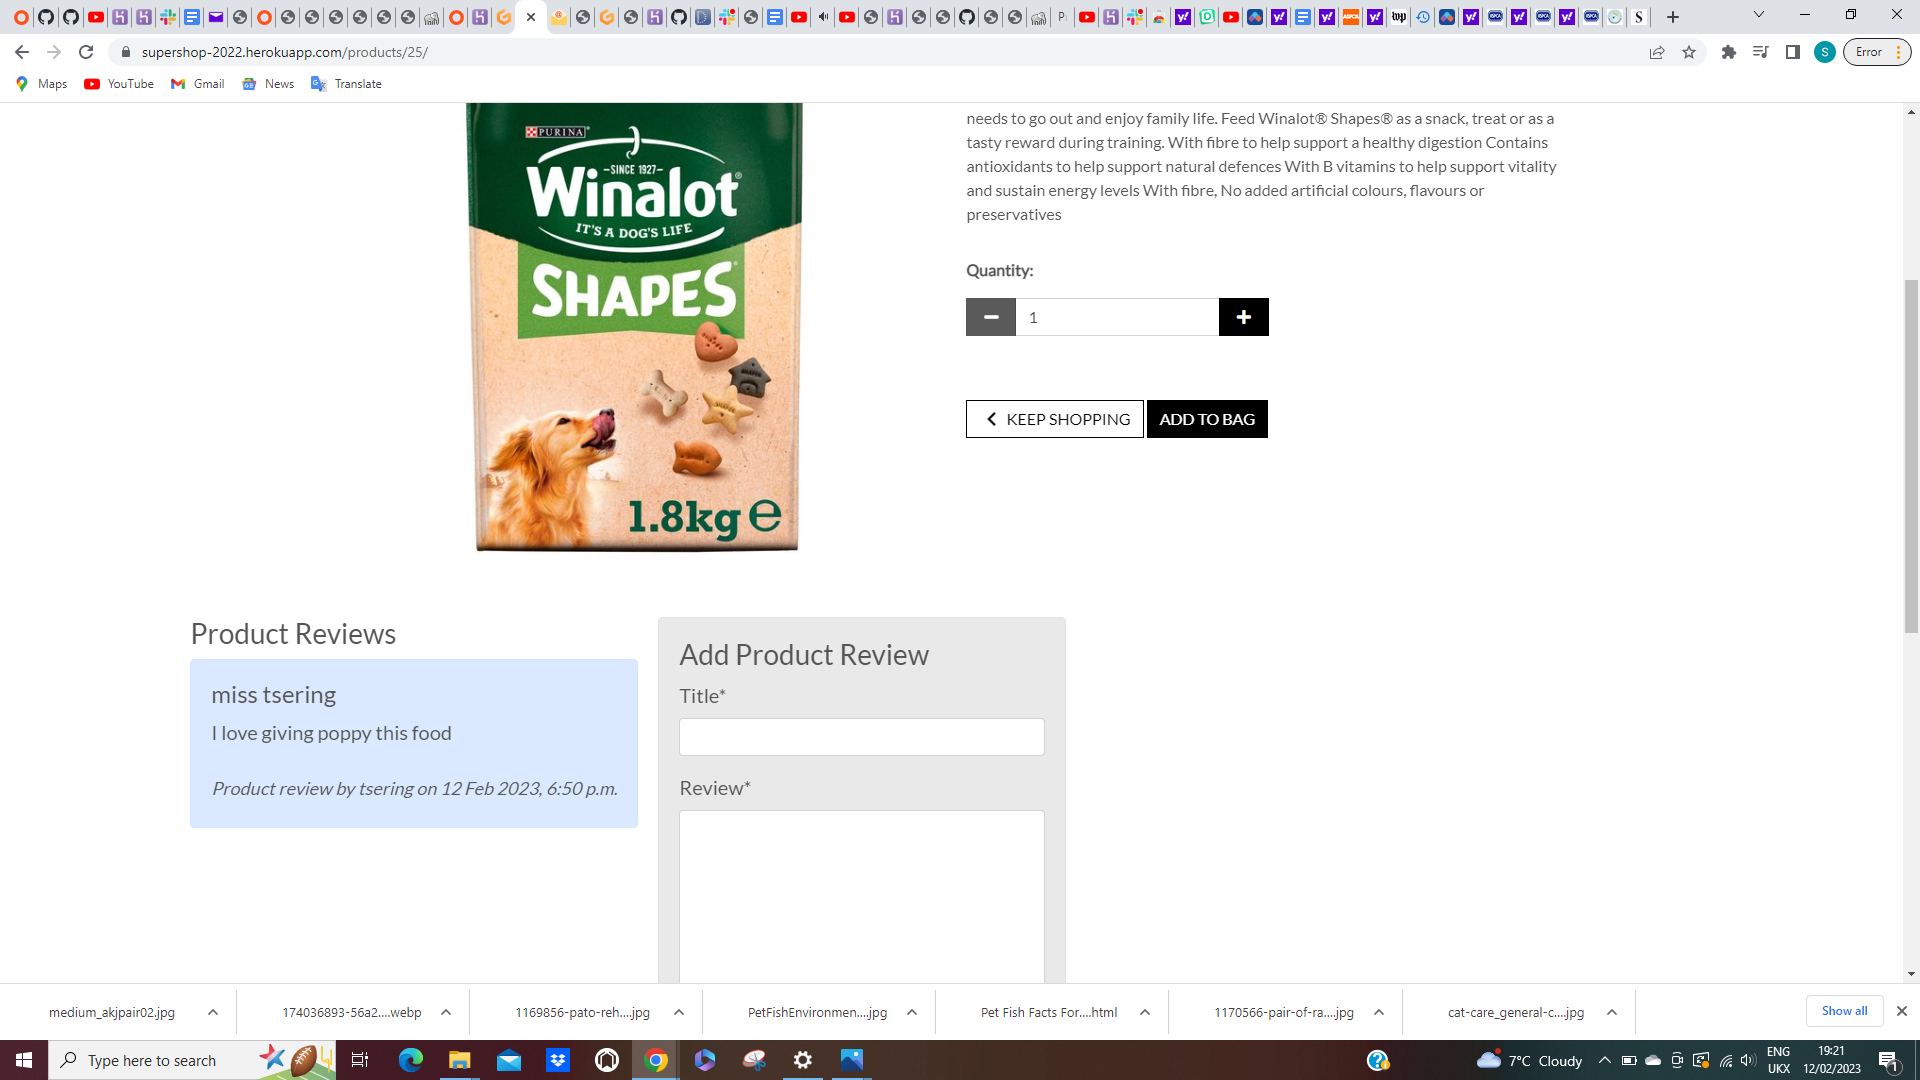 supershop-2022.herokuapp.com/products/25/
Error
Maps
YouTube
Gmail
News
Translate
PURINA
SINCE 1927
Winalot®
IT'S A DOG'S LIFE
SHAPES®
1.8kg e
needs to go out and enjoy family life. Feed Winalot® Shapes® as a snack, treat or as a
tasty reward during training. With fibre to help support a healthy digestion Contains
antioxidants to help support natural defences With B vitamins to help support vitality
and sustain energy levels With fibre, No added artificial colours, flavours or
preservatives
Quantity:
1
KEEP SHOPPING
ADD TO BAG
Product Reviews
miss tsering
I love giving poppy this food
Product review by tsering on 12 Feb 2023, 6:50 p.m.
Add Product Review
Title*
Review*
medium_akjpair02.jpg
174036893-56a2....webp
1169856-pato-reh....jpg
PetFishEnvironmen....jpg
Pet Fish Facts For....html
1170566-pair-of-ra....jpg
cat-care_general-c....jpg
Show all
Type here to search
7°C Cloudy
ENG
UKX
19:21
12/02/2023
1